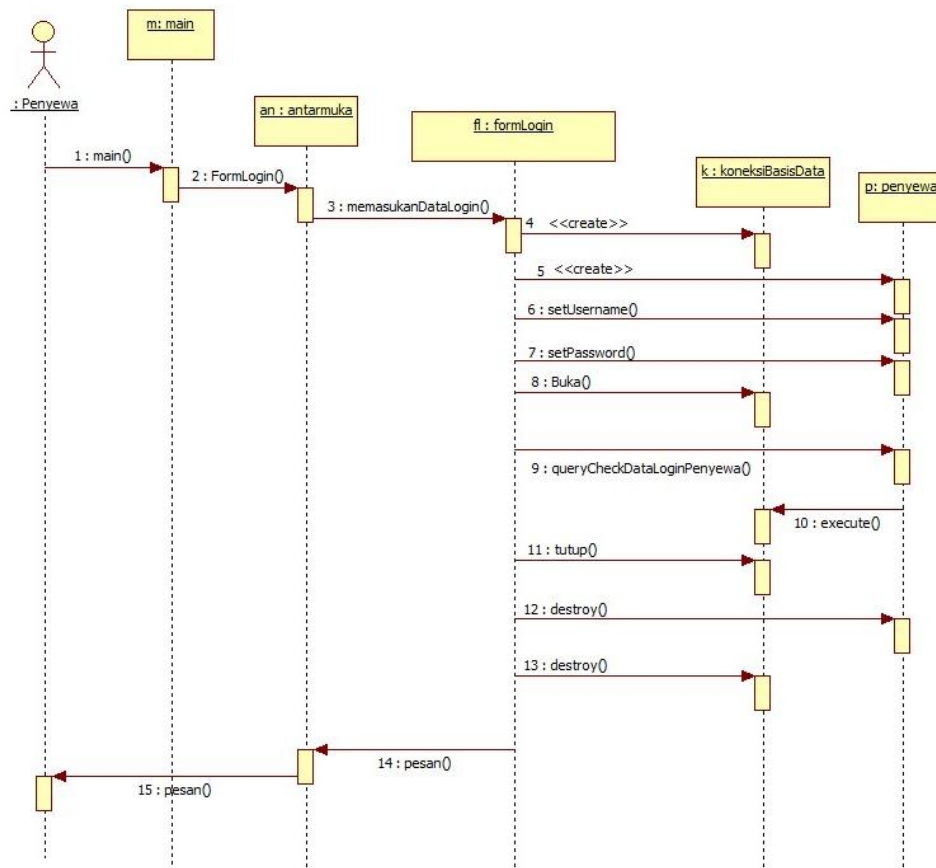 m: main
: Penyewa
an : antarmuka
fl : formLogin
k : koneksiBasisData
p: penyewa
1 : main()
2 : FormLogin()
3 : memasukanDataLogin()
4 <<create>>
5 <<create>>
6 : setUsername()
7 : setPassword()
8 : Buka()
9 : queryCheckDataLoginPenyewa()
10 : execute()
11 : tutup()
12 : destroy()
13 : destroy()
14 : pesan()
15 : pesan()